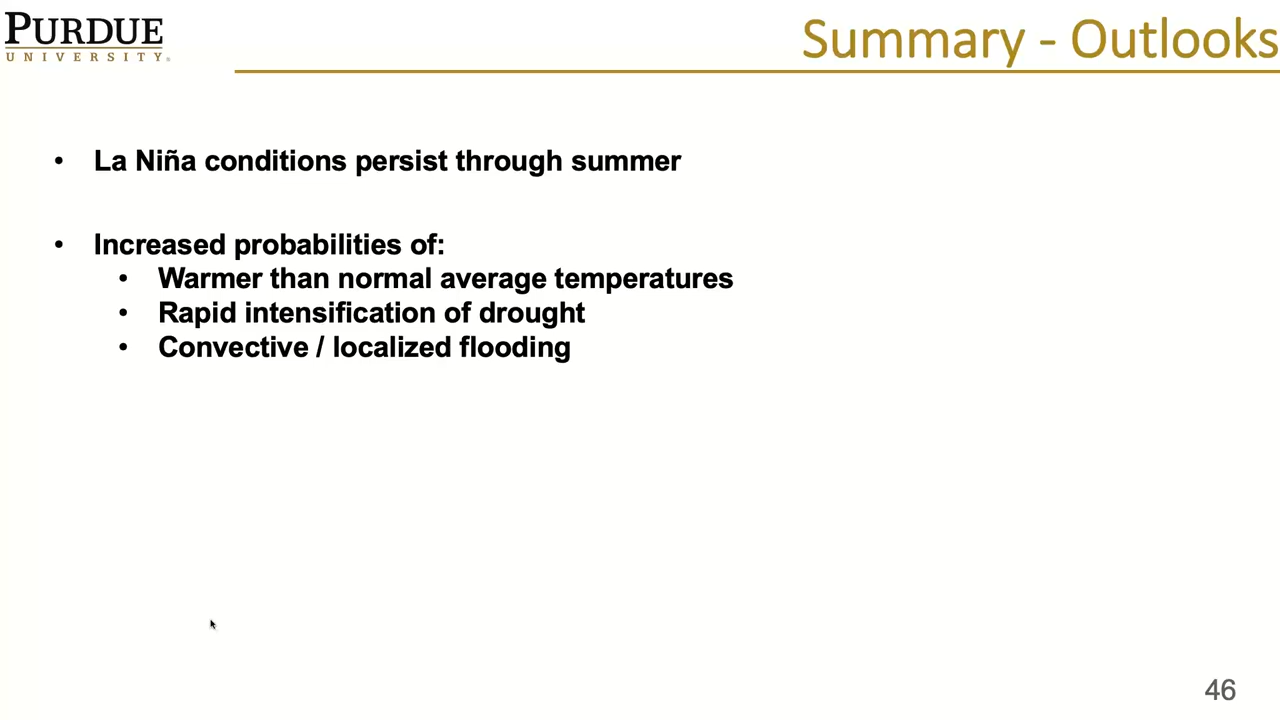 PURDUE
UNIVERSITY®
Summary - Outlooks
• La Niña conditions persist through summer
• Increased probabilities of:
• Warmer than normal average temperatures
• Rapid intensification of drought
• Convective / localized flooding
46